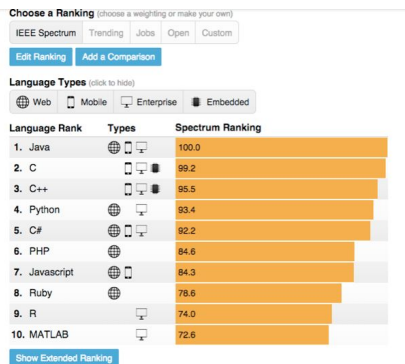 Choose a Ranking (choose a weighting or make your own)
IEEE Spectrum Trending Jobs Open Custom
Edit Ranking Add a Comparison
Language Types (click to hide)
Web Mobile Enterprise Embedded
Language Rank Types Spectrum Ranking
1. Java 100.0
2. C 99.2
3. C++ 95.5
4. Python 93.4
5. C# 92.2
6. PHP 84.6
7. Javascript 84.3
8. Ruby 78.6
9. R 74.0
10. MATLAB 72.6
Show Extended Ranking